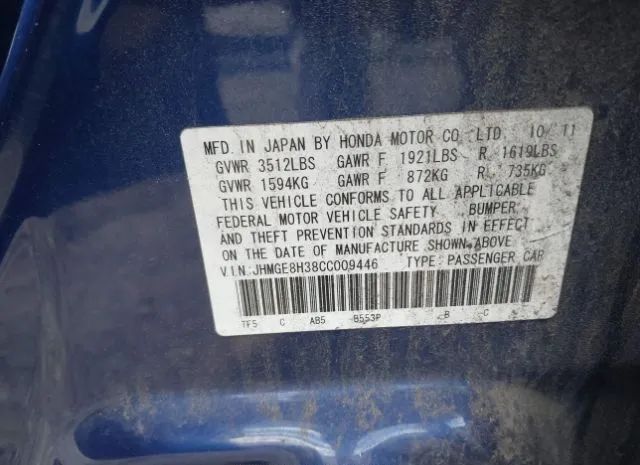 MFD. IN JAPAN BY HONDA MOTOR CO., LTD. 10/11
GVWR 3512LBS GAWR F 1921LBS R 1619LBS
GVWR 1594KG GAWR F 872KG R 735KG
THIS VEHICLE CONFORMS TO ALL APPLICABLE
FEDERAL MOTOR VEHICLE SAFETY, BUMPER,
AND THEFT PREVENTION STANDARDS IN EFFECT
ON THE DATE OF MANUFACTURE SHOWN ABOVE.
V.I.N.:JHMGE8H38CC009446 TYPE: PASSENGER CAR
TF5 C AB5 B553P B C